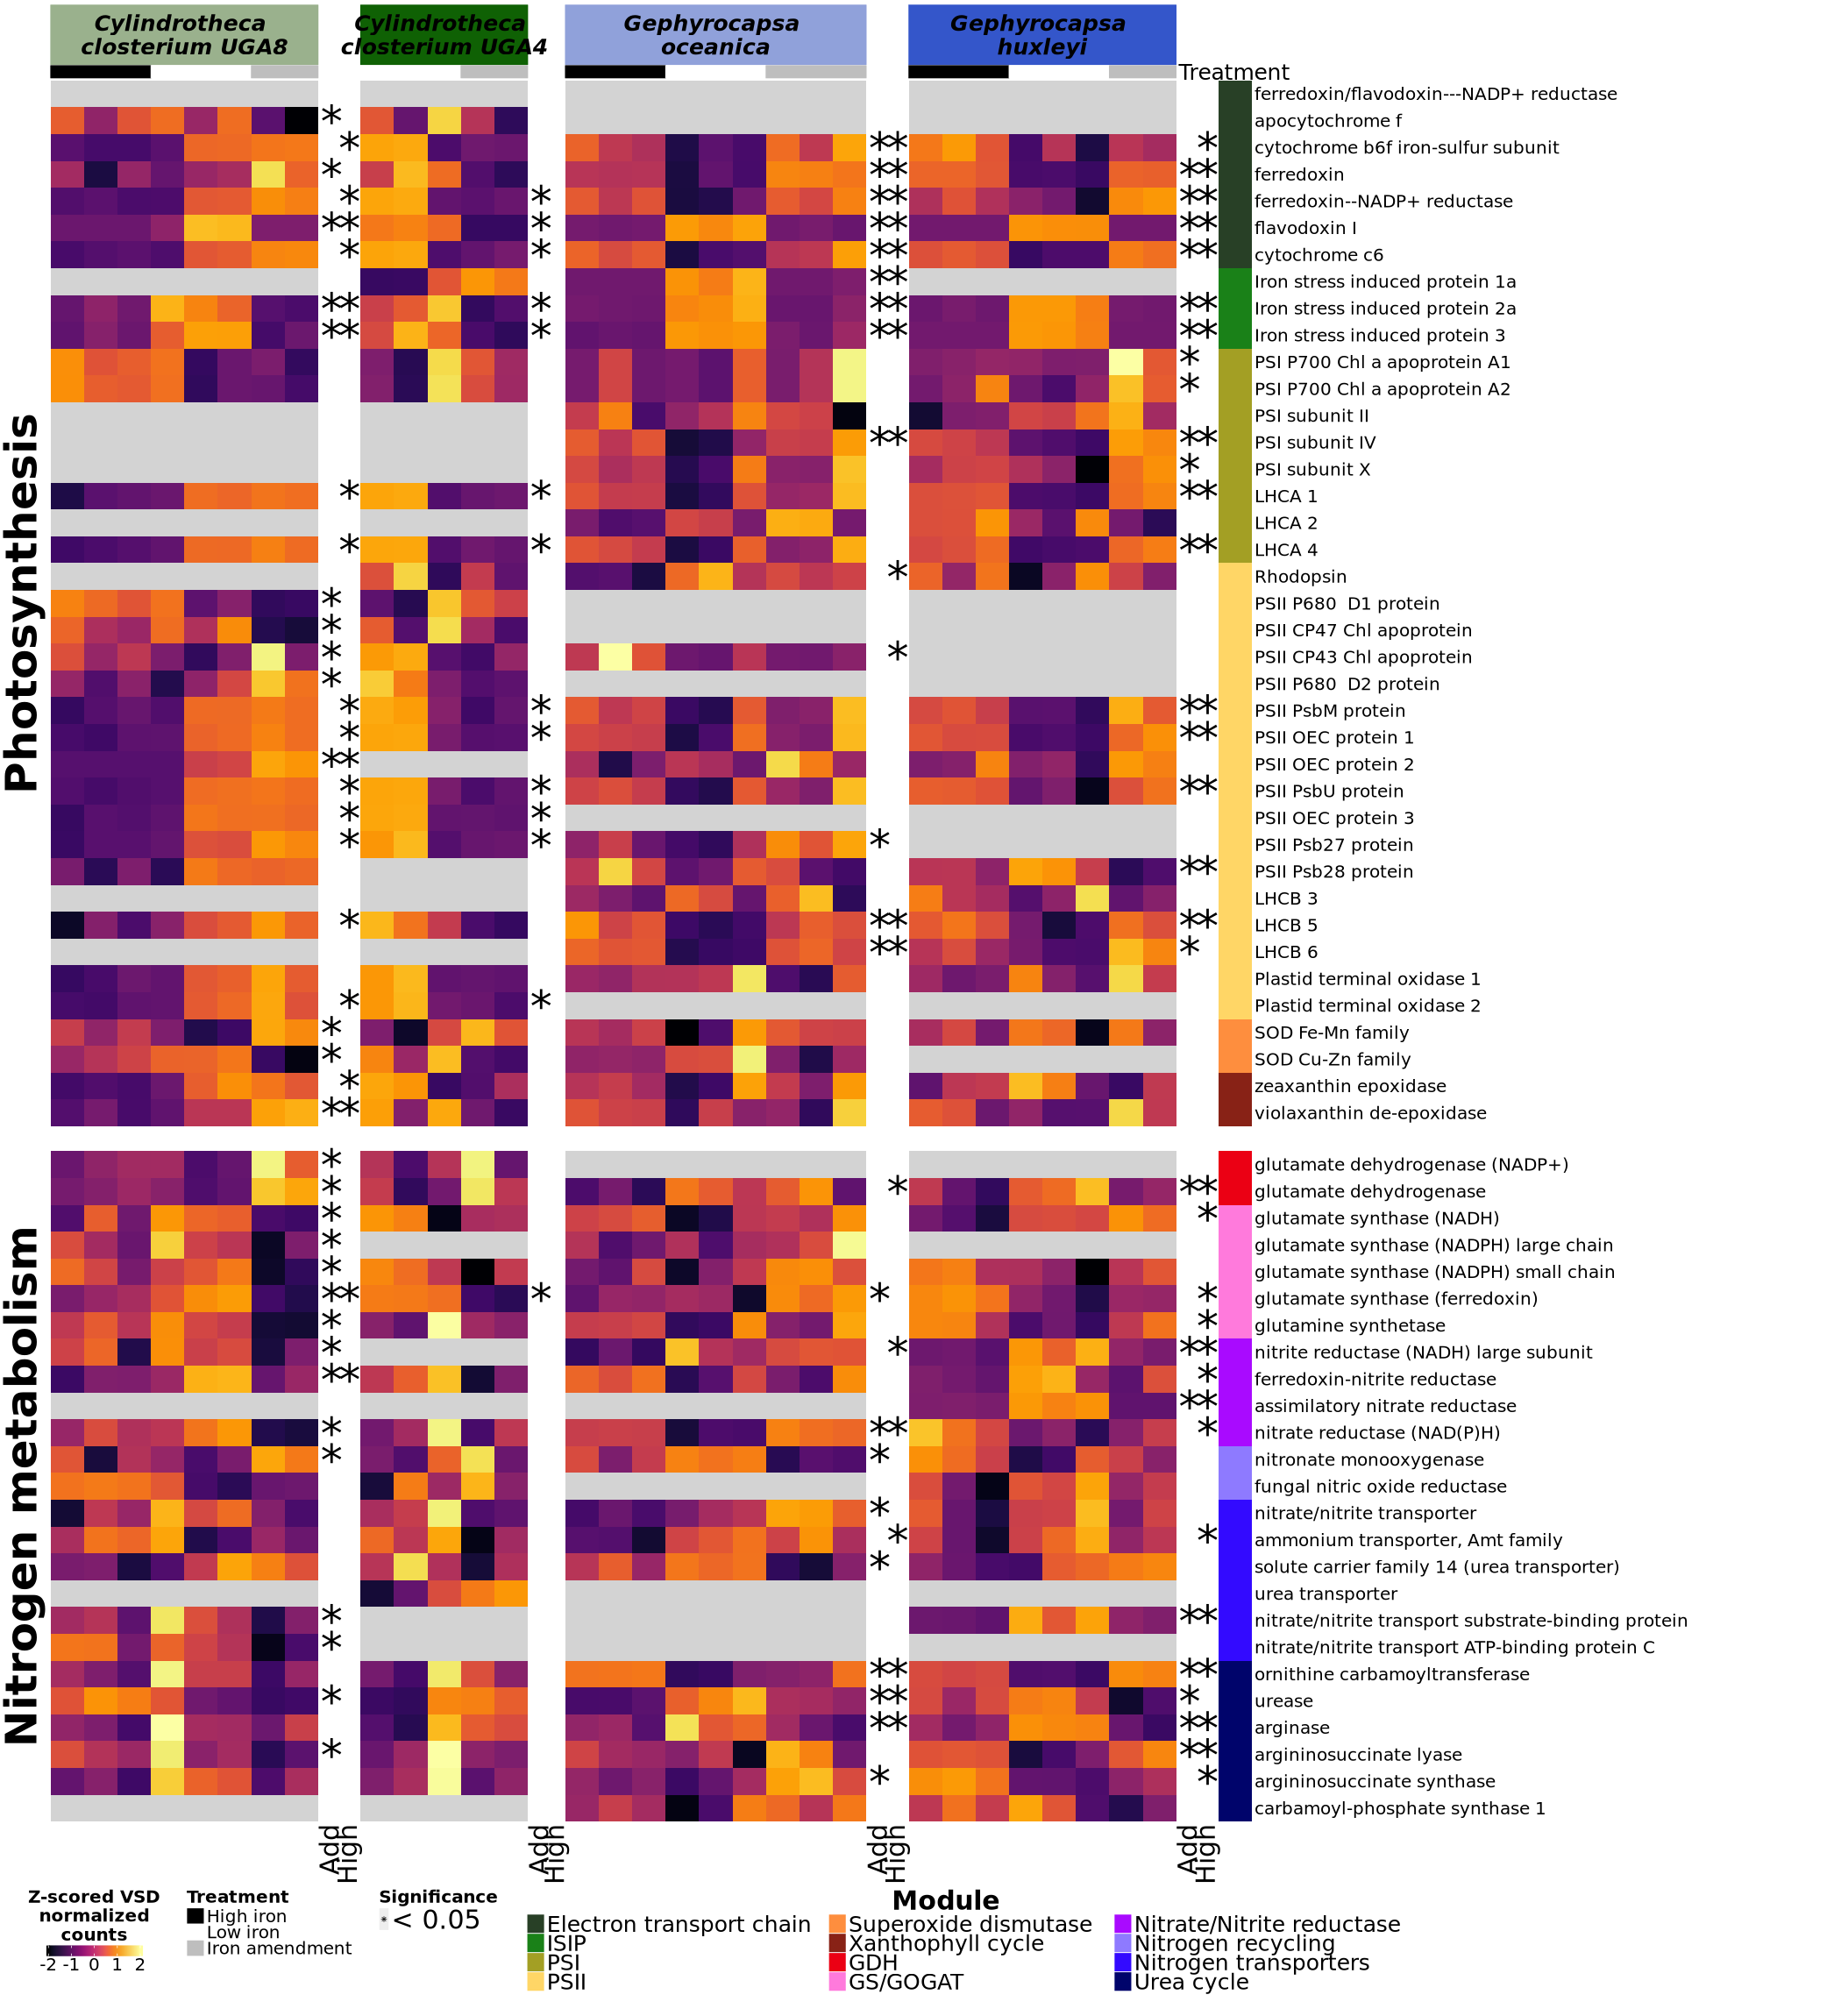 Cylindrotheca
closterium UGA8
Cylindrotheca
closterium UGA4
Gephyrocapsa
oceanica
Gephyrocapsa
huxleyi
Treatment
Photosynthesis
ferredoxin/flavodoxin---NADP+ reductase
apocytochrome f
cytochrome b6f iron-sulfur subunit
ferredoxin
ferredoxin--NADP+ reductase
flavodoxin I
cytochrome c6
Iron stress induced protein 1a
Iron stress induced protein 2a
Iron stress induced protein 3
PSI P700 Chl a apoprotein A1
PSI P700 Chl a apoprotein A2
PSI subunit II
PSI subunit IV
PSI subunit X
LHCA 1
LHCA 2
LHCA 4
Rhodopsin
PSII P680 D1 protein
PSII CP47 Chl apoprotein
PSII CP43 Chl apoprotein
PSII P680 D2 protein
PSII PsbM protein
PSII OEC protein 1
PSII OEC protein 2
PSII PsbU protein
PSII OEC protein 3
PSII Psb27 protein
PSII Psb28 protein
LHCB 3
LHCB 5
LHCB 6
Plastid terminal oxidase 1
Plastid terminal oxidase 2
SOD Fe-Mn family
SOD Cu-Zn family
zeaxanthin epoxidase
violaxanthin de-epoxidase
Nitrogen metabolism
glutamate dehydrogenase (NADP+)
glutamate dehydrogenase
glutamate synthase (NADH)
glutamate synthase (NADPH) large chain
glutamate synthase (NADPH) small chain
glutamate synthase (ferredoxin)
glutamine synthetase
nitrite reductase (NADH) large subunit
ferredoxin-nitrite reductase
assimilatory nitrate reductase
nitrate reductase (NAD(P)H)
nitronate monooxygenase
fungal nitric oxide reductase
nitrate/nitrite transporter
ammonium transporter, Amt family
solute carrier family 14 (urea transporter)
urea transporter
nitrate/nitrite transport substrate-binding protein
nitrate/nitrite transport ATP-binding protein C
ornithine carbamoyltransferase
urease
arginase
argininosuccinate lyase
argininosuccinate synthase
carbamoyl-phosphate synthase 1
Add
High
Add
High
Add
High
Add
High
Z-scored VSD
normalized
counts
-2 -1 0 1 2
Treatment
High iron
Low iron
Iron amendment
Significance
* < 0.05
Module
Electron transport chain
ISIP
PSI
PSII
Superoxide dismutase
Xanthophyll cycle
GDH
GS/GOGAT
Nitrate/Nitrite reductase
Nitrogen recycling
Nitrogen transporters
Urea cycle